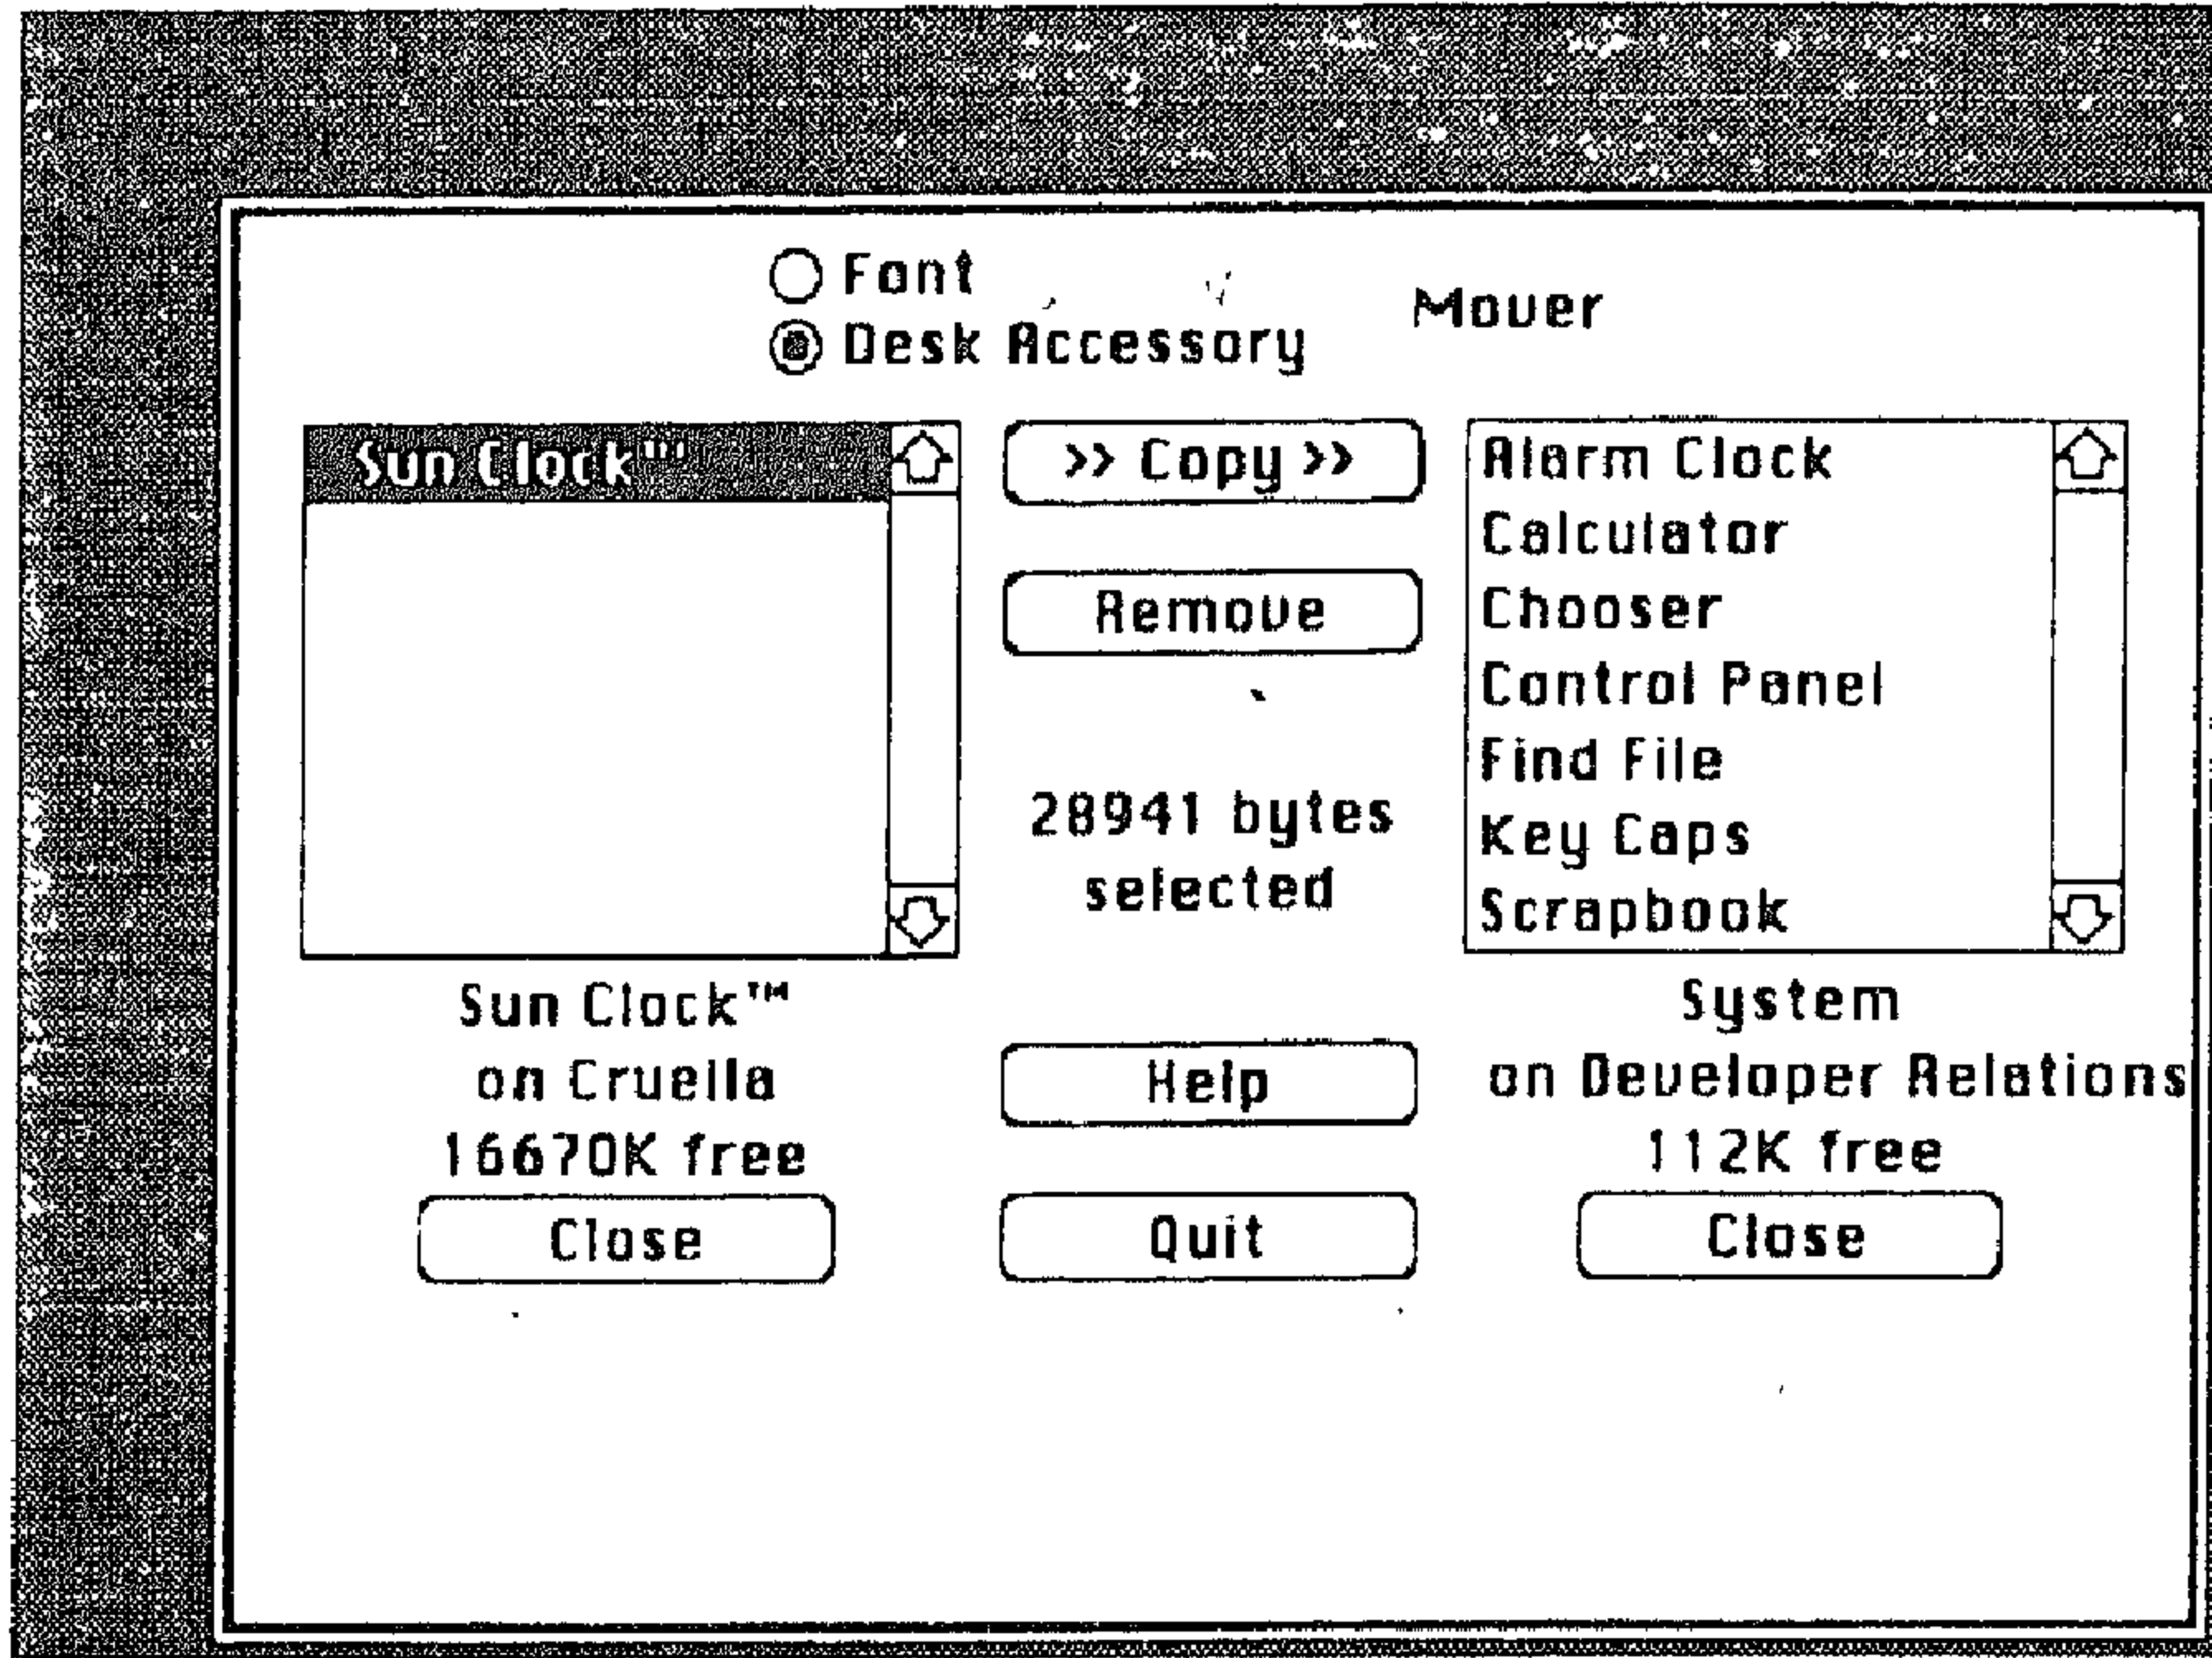 Font
Desk Accessory
Mover
Sun Clock™
>> Copy >>
Remove
28941 bytes
selected
Alarm Clock
Calculator
Chooser
Control Panel
Find File
Key Caps
Scrapbook
Sun Clock™
on Cruella
16670K free
Close
Help
Quit
System
on Developer Relations
112K free
Close